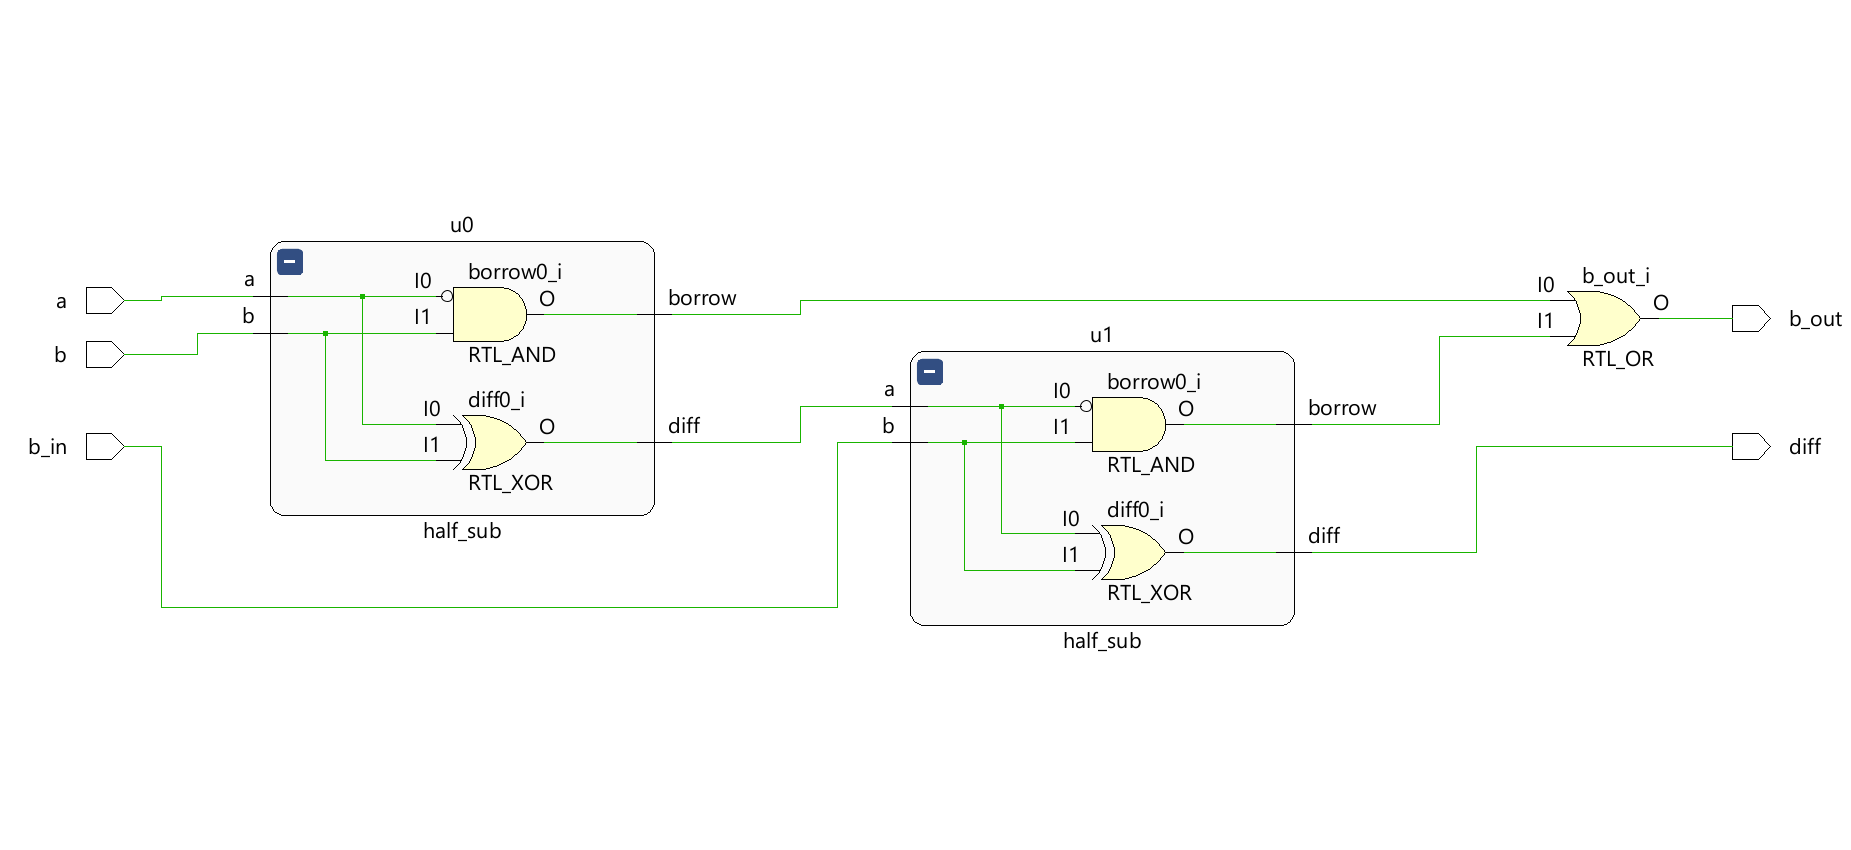 u0
a
b
b_in
a
b
I0
I1
borrow0_i
O
RTL_AND
borrow
diff0_i
I0
I1
O
RTL_XOR
diff
half_sub
u1
a
b
I0
I1
borrow0_i
O
RTL_AND
borrow
diff0_i
I0
I1
O
RTL_XOR
diff
half_sub
b_out_i
I0
I1
O
RTL_OR
b_out
diff